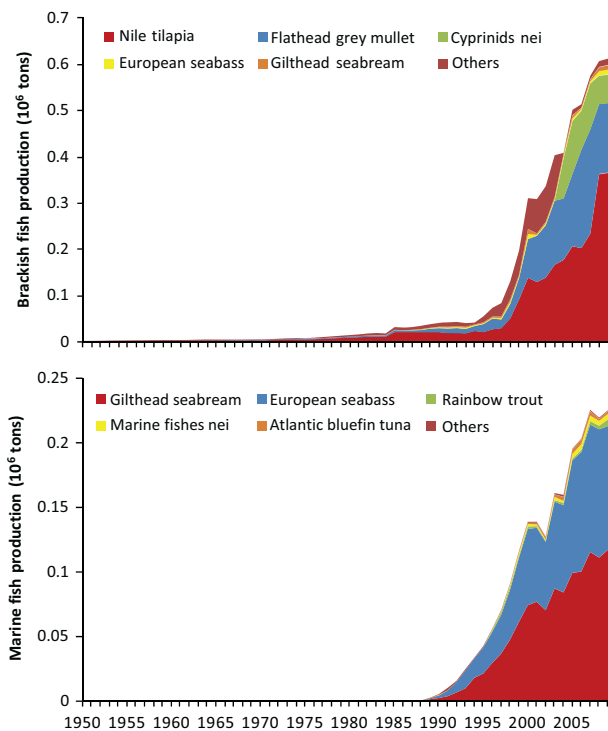 Nile tilapia Flathead grey mullet Cyprinids nei
European seabass Gilthead seabream Others
0.7
0.6
0.5
0.4
0.3
0.2
0.1
0
Brackish fish production (10⁶ tons)
Gilthead seabream European seabass Rainbow trout
Marine fishes nei Atlantic bluefin tuna Others
0.25
0.2
0.15
0.1
0.05
0
Marine fish production (10⁶ tons)
1950 1955 1960 1965 1970 1975 1980 1985 1990 1995 2000 2005